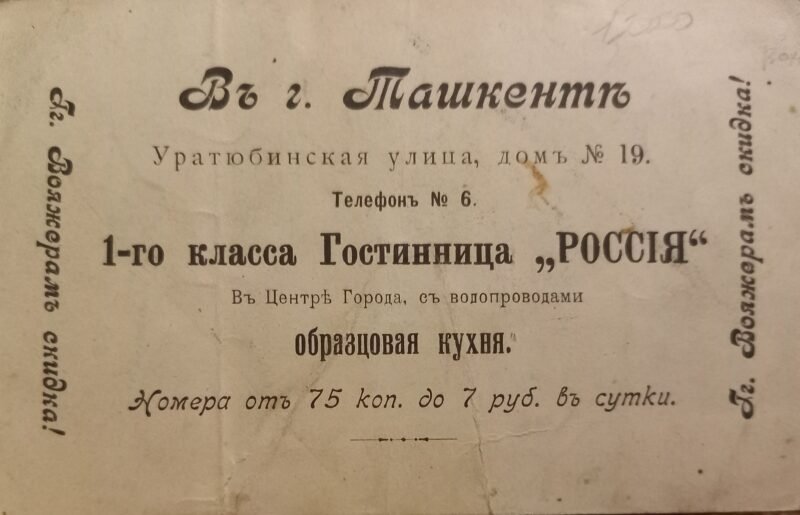 Въ г. Ташкентѣ
Уратюбинская улица, домъ № 19.
Телефонъ № 6.
1-го класса Гостинница „РОССІЯ“
Въ Центрѣ Города, съ водопроводами
образцовая кухня.
Номера отъ 75 коп. до 7 руб. въ сутки.
Гг. Вояжерамъ скидка!
Гг. Вояжерамъ скидка!